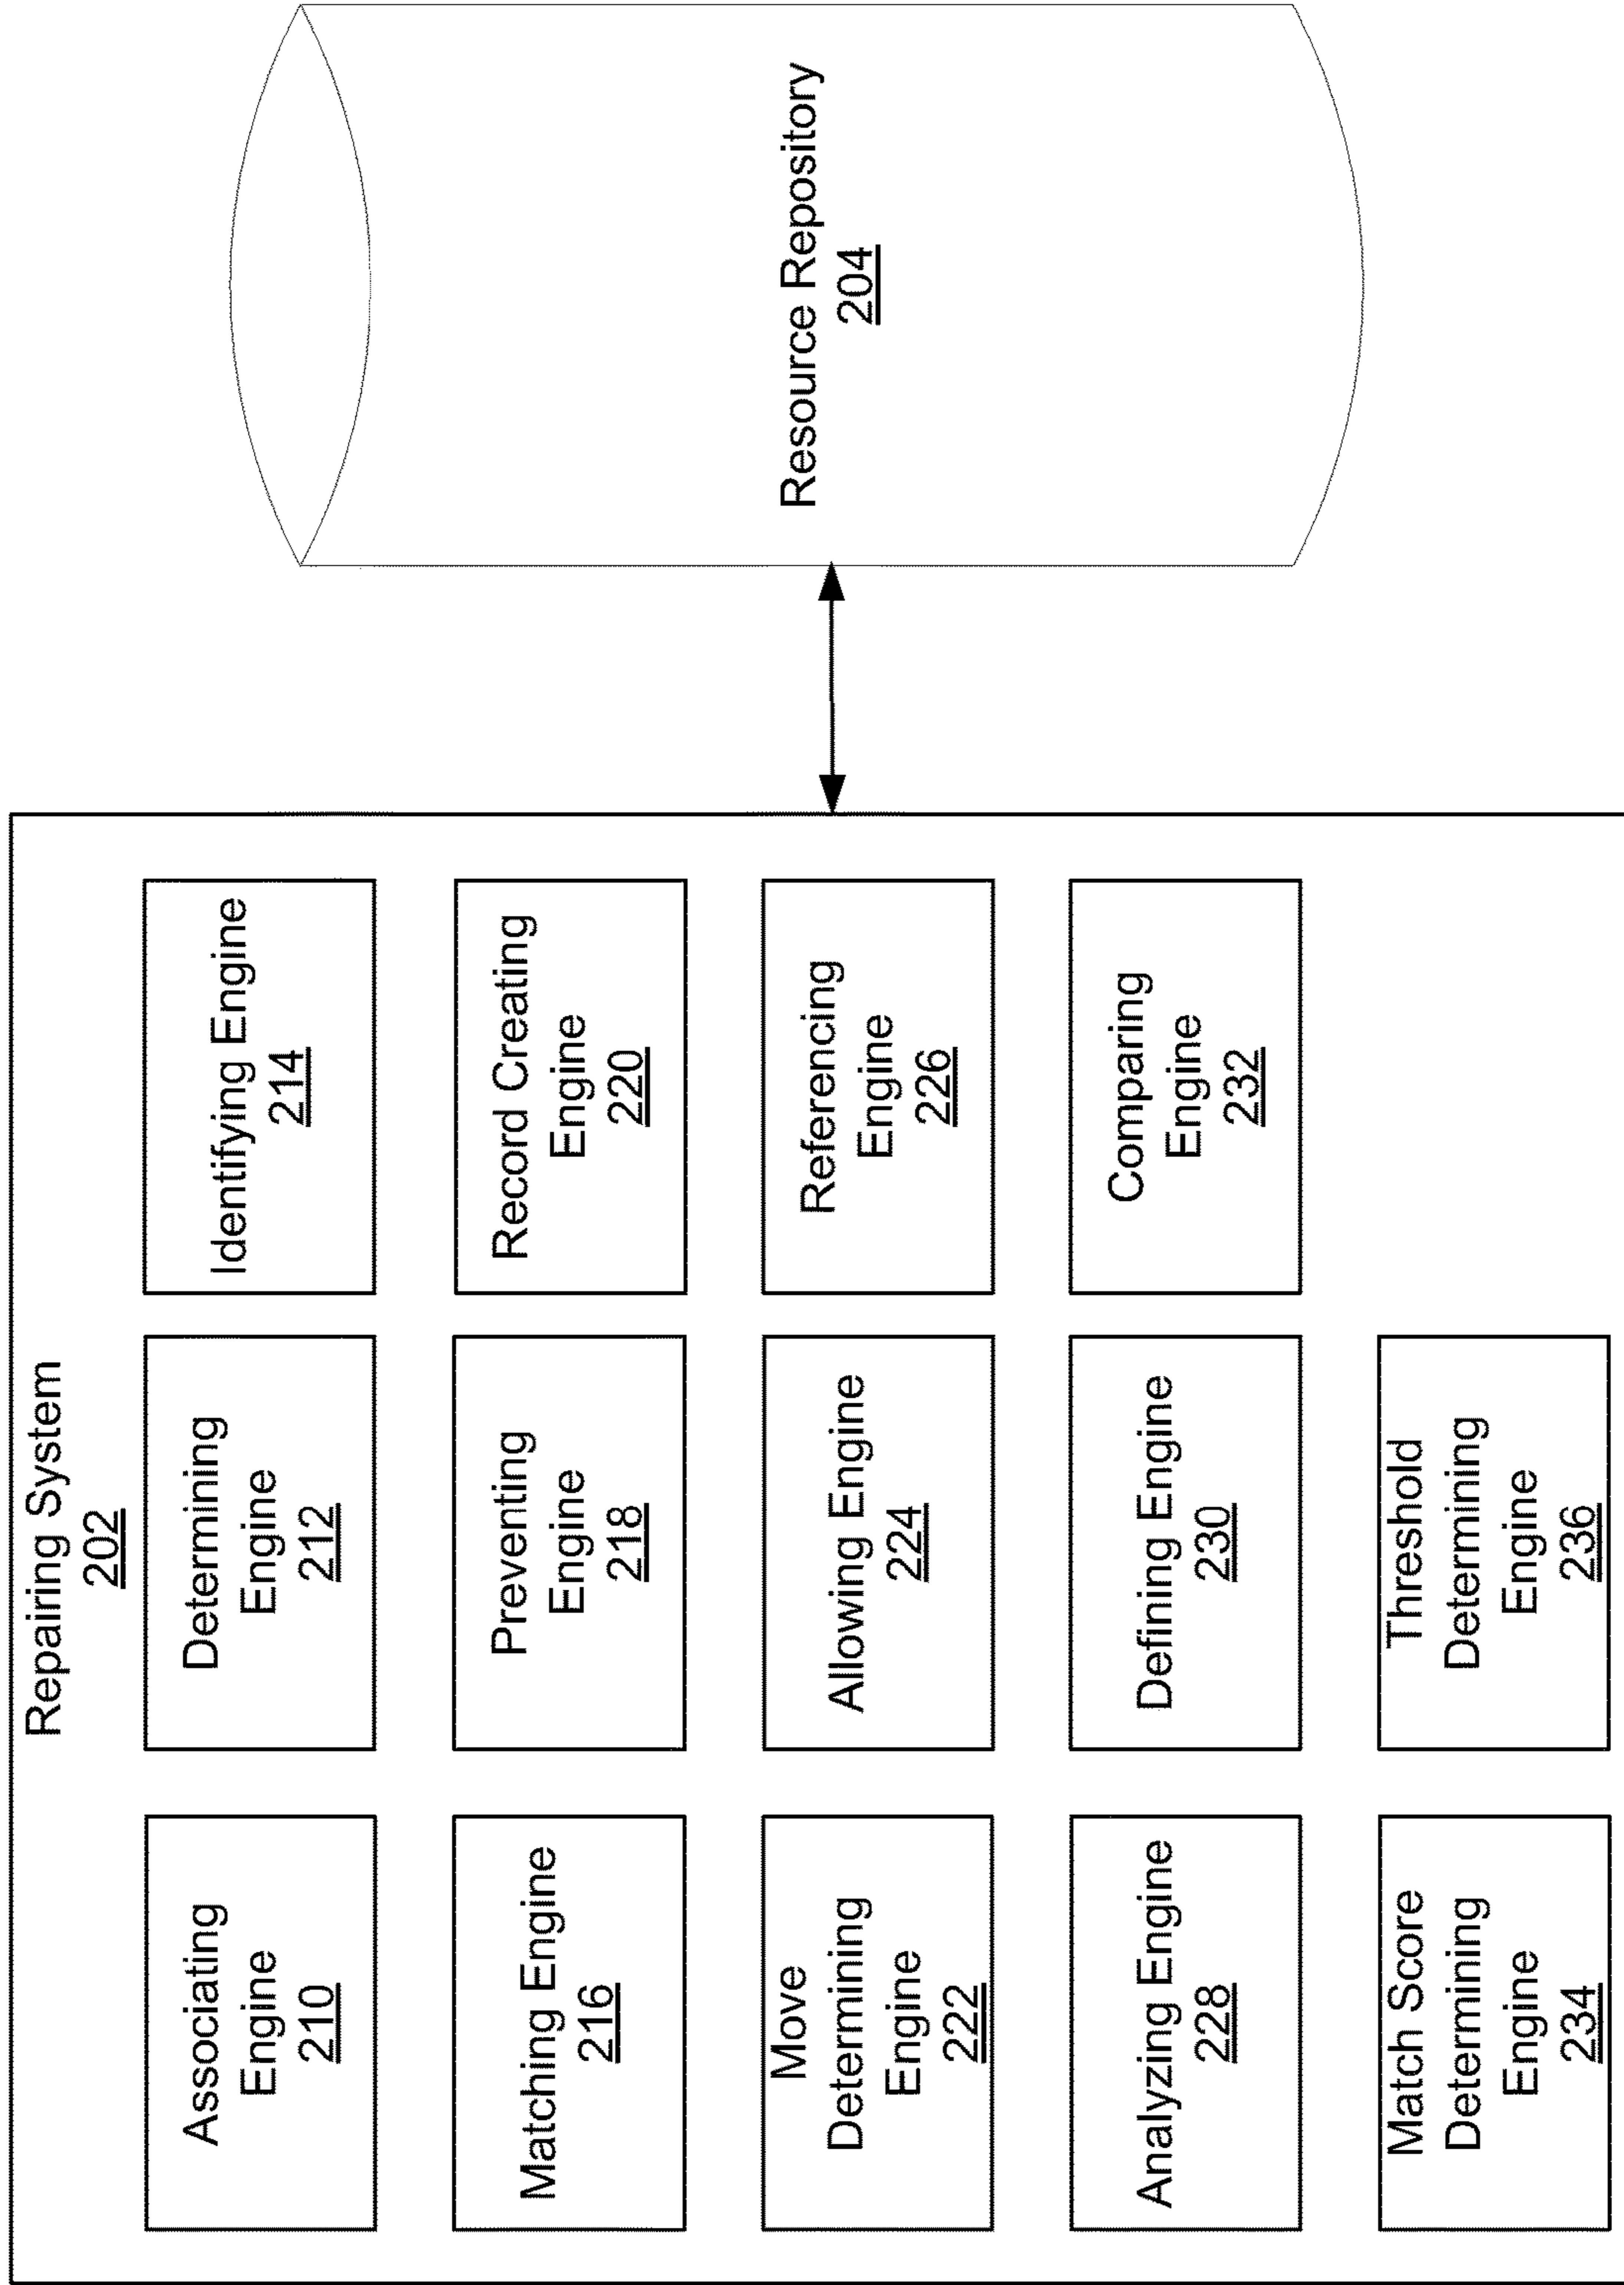 Repairing System
202
Associating
Engine
210
Determining
Engine
212
Identifying Engine
214
Matching Engine
216
Preventing
Engine
218
Record Creating
Engine
220
Move
Determining
Engine
222
Allowing Engine
224
Referencing
Engine
226
Analyzing Engine
228
Defining Engine
230
Comparing
Engine
232
Match Score
Determining
Engine
234
Threshold
Determining
Engine
236
Resource Repository
204